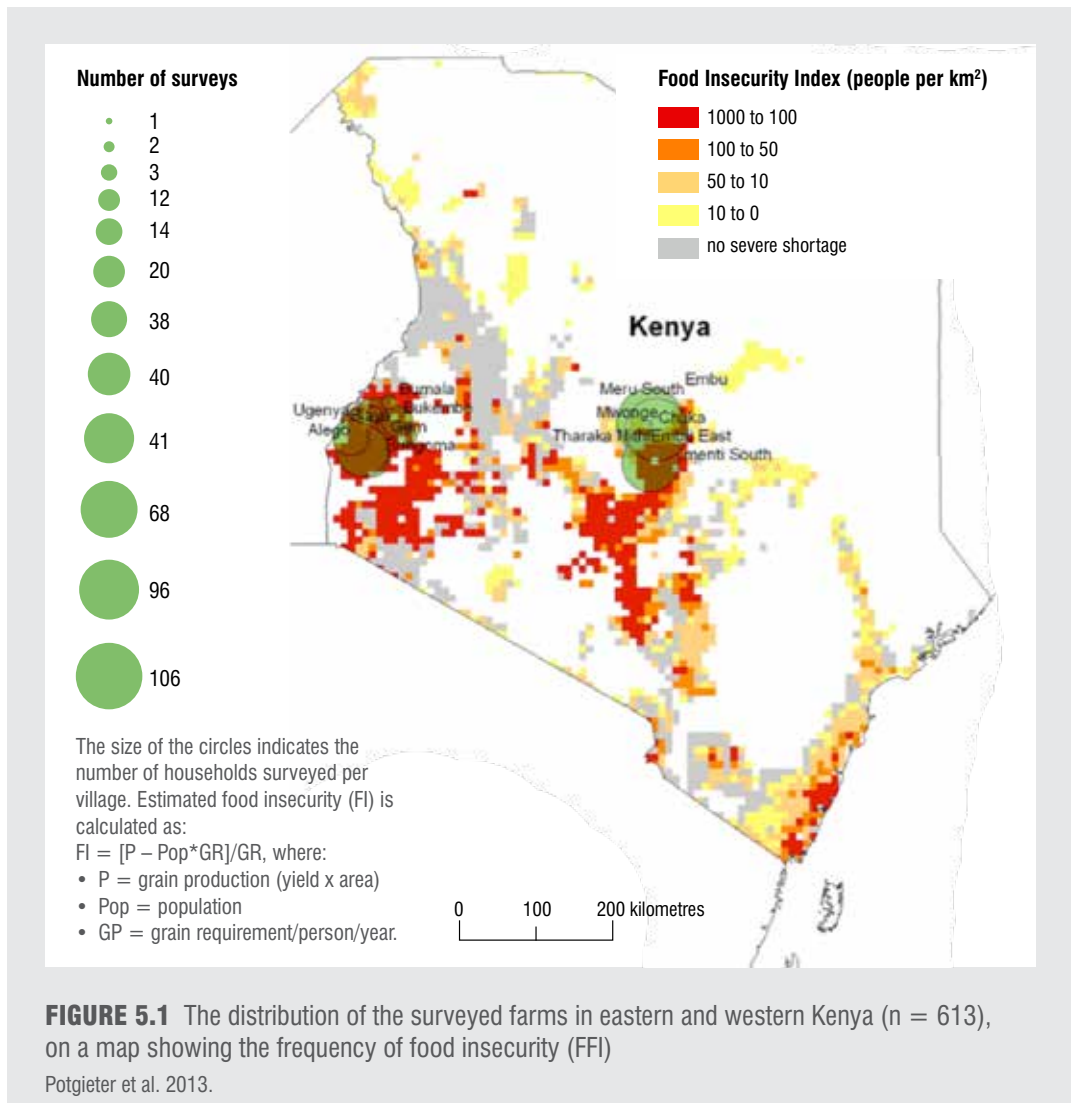 Number of surveys
1
2
3
12
14
20
38
40
41
68
96
106
The size of the circles indicates the
number of households surveyed per
village. Estimated food insecurity (FI) is
calculated as:
FI = [P – Pop*GR]/GR, where:
• P = grain production (yield x area)
• Pop = population
• GP = grain requirement/person/year.
Food Insecurity Index (people per km²)
1000 to 100
100 to 50
50 to 10
10 to 0
no severe shortage
Kenya
Bukembe
Ugenya
Alego
Meru South
Embu
Mwonge
Chuka
Tharaka
East
menti South
0 100 200 kilometres
FIGURE 5.1 The distribution of the surveyed farms in eastern and western Kenya (n = 613),
on a map showing the frequency of food insecurity (FFI)
Potgieter et al. 2013.